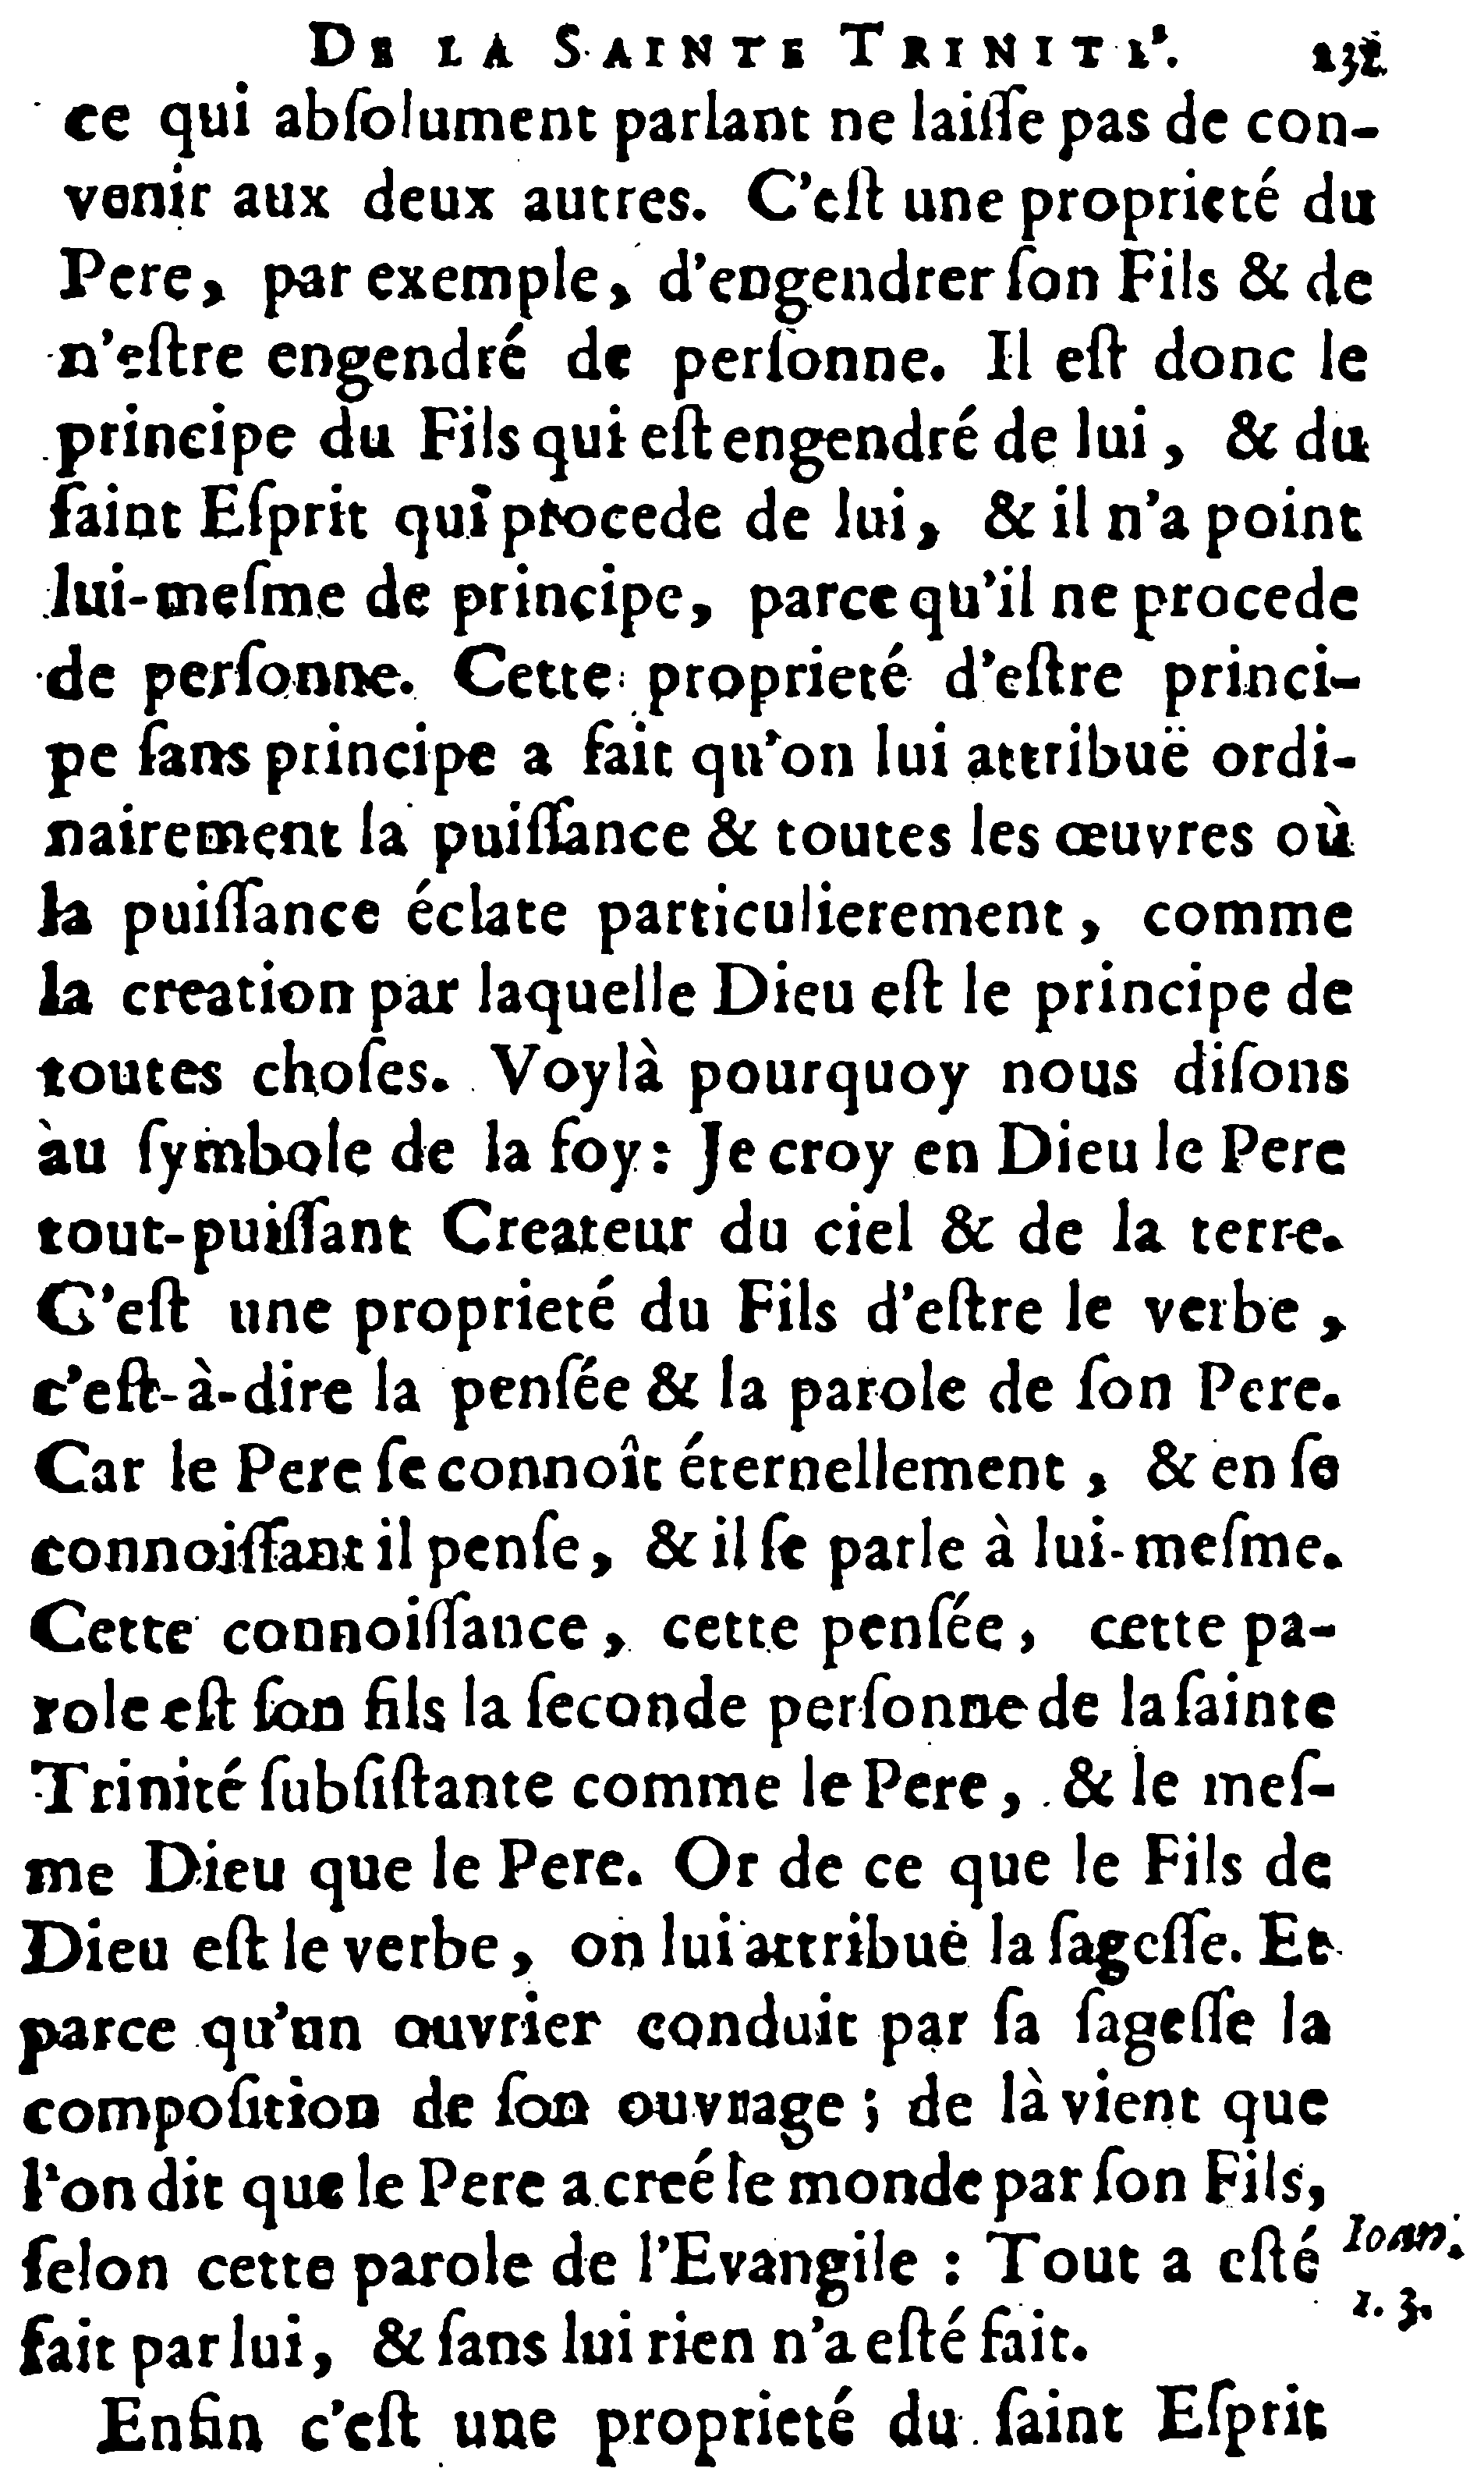 DE LA SAINTE TRINITE'.
ce qui abſolument parlant ne laiſſe pas de con-
venir aux deux autres. C'eſt une proprieté du
Pere, par exemple, d'engendrer ſon Fils & de
n'eſtre engendré de perſonne. Il eſt donc le
principe du Fils qui eſt engendré de lui, & du
ſaint Eſprit qui procede de lui, & il n'a point
lui-meſme de principe, parce qu'il ne procede
de perſonne. Cette proprieté d'eſtre princi-
pe ſans principe a fait qu'on lui attribuë ordi-
nairement la puiſſance & toutes les œuvres où
la puiſſance éclate particulierement, comme
la creation par laquelle Dieu eſt le principe de
toutes choſes. Voylà pourquoy nous diſons
au ſymbole de la foy: Je croy en Dieu le Pere
tout-puiſſant Createur du ciel & de la terre.
C'eſt une proprieté du Fils d'eſtre le verbe,
c'eſt-à-dire la penſée & la parole de ſon Pere.
Car le Pere ſe connoît éternellement, & en ſe
connoiſſant il penſe, & il ſe parle à lui-meſme.
Cette connoiſſance, cette penſée, cette pa-
role eſt ſon fils la ſeconde perſonne de la ſainte
Trinité ſubſiſtante comme le Pere, & le meſ-
me Dieu que le Pere. Or de ce que le Fils de
Dieu eſt le verbe, on lui attribuë la ſageſſe. Et
parce qu'un ouvrier conduit par ſa ſageſſe la
compoſition de ſon ouvrage; de là vient que
l'on dit que le Pere a creé le monde par ſon Fils,
ſelon cette parole de l'Evangile : Tout a eſté
Ioan.
1. 3.
fait par lui, & ſans lui rien n'a eſté fait.
Enfin c'eſt une proprieté du ſaint Eſprit